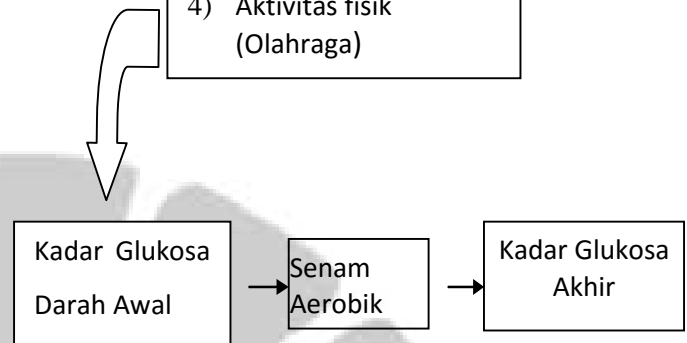 4) Aktivitas fisik
(Olahraga)
Kadar Glukosa
Darah Awal
Senam
Aerobik
Kadar Glukosa
Akhir